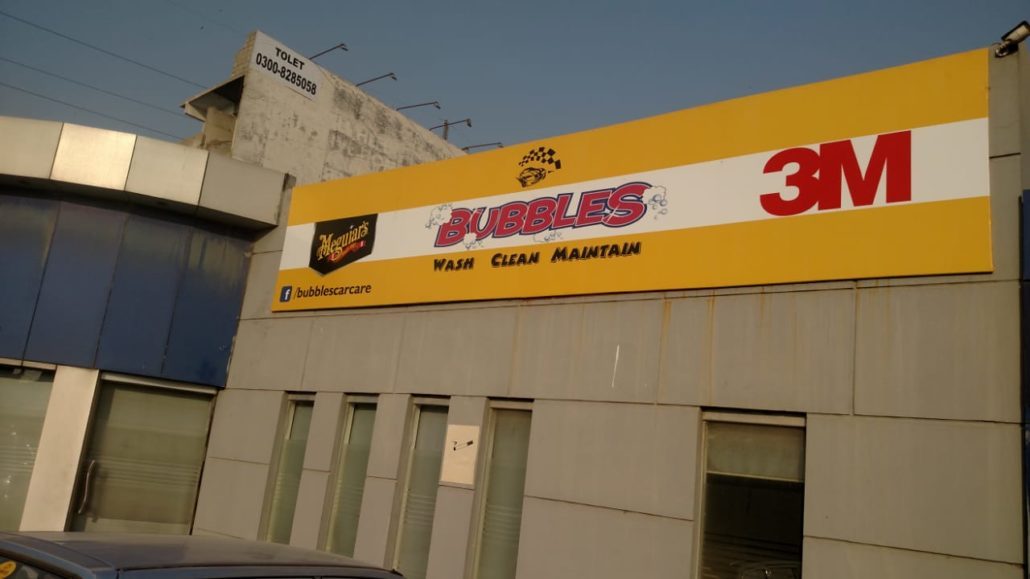 TOLET
0300-8285058
BUBBLES
3M
Meguiar's
WASH CLEAN MAINTAIN
f /bubblescarcare